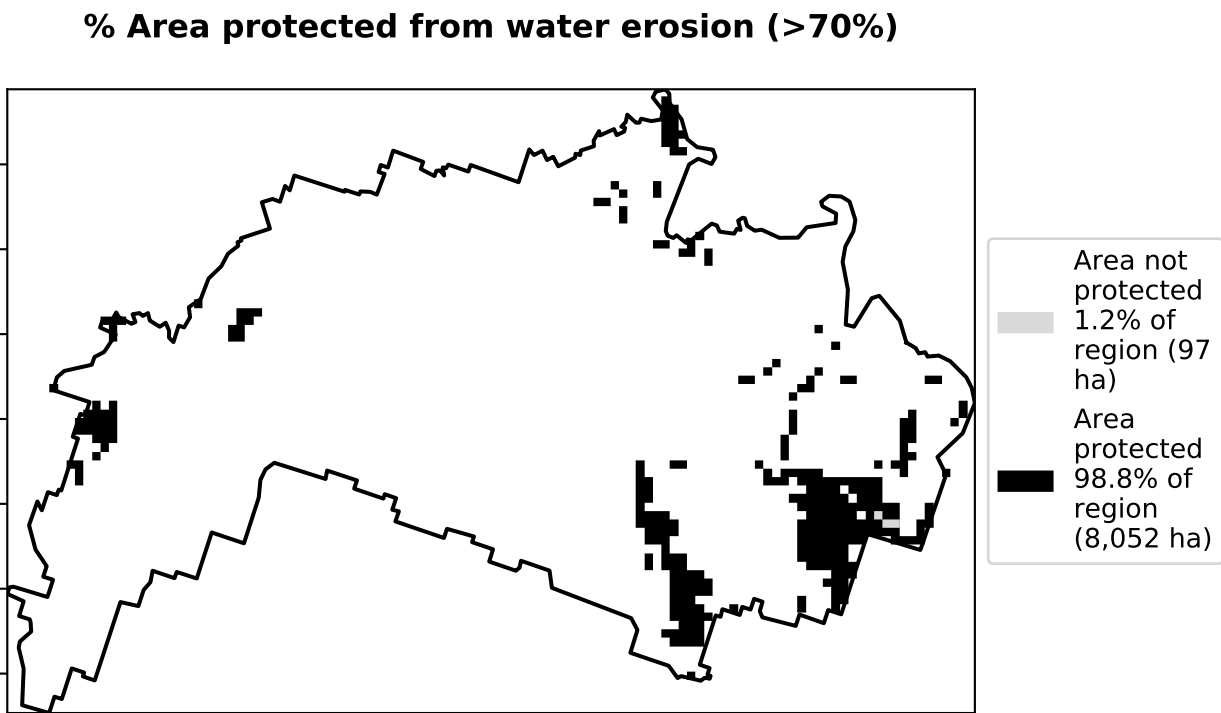 % Area protected from water erosion (>70%)
Area not
protected
1.2% of
region (97
ha)
Area
protected
98.8% of
region
(8,052 ha)